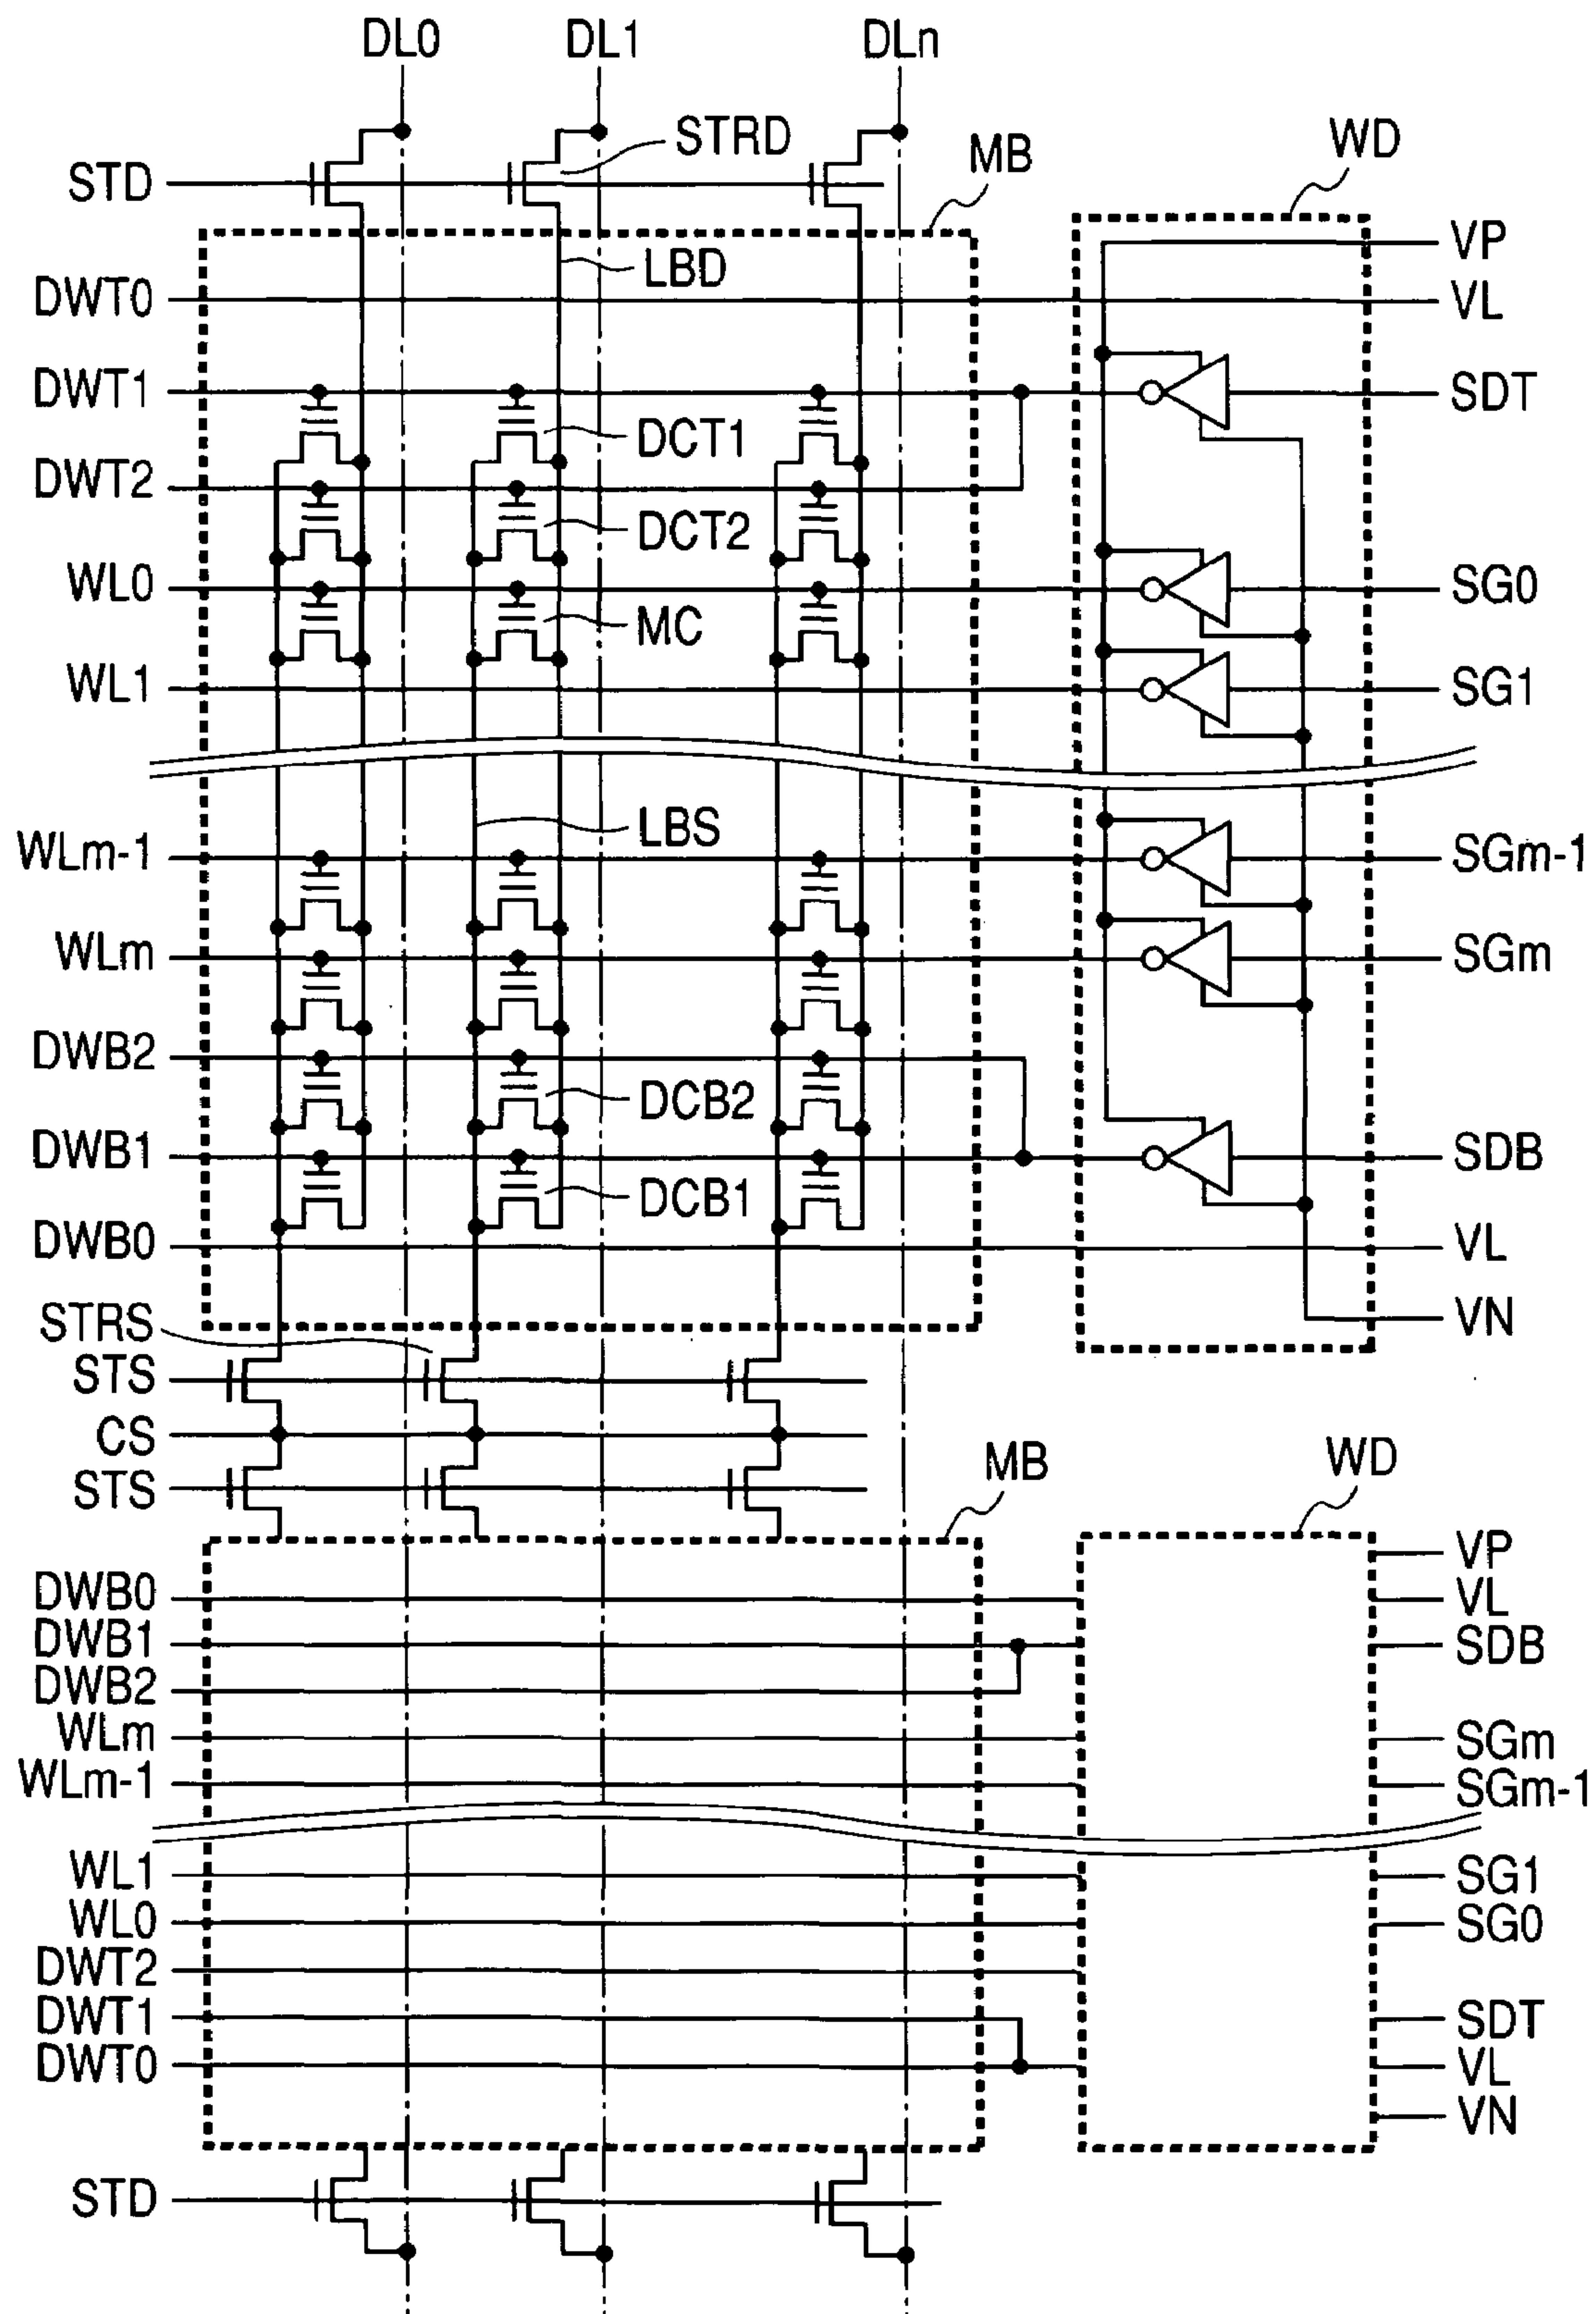 DL0 DL1 DLn
STRD MB WD
STD
VP
LBD
DWT0 VL
DWT1 SDT
DCT1
DWT2
DCT2
WL0 SG0
MC
WL1 SG1
LBS
WLm-1 SGm-1
WLm SGm
DWB2
DCB2
DWB1 SDB
DCB1
DWB0 VL
STRS VN
STS
CS
STS MB WD
VP
DWB0 VL
DWB1 SDB
DWB2
WLm SGm
WLm-1 SGm-1
WL1 SG1
WL0 SG0
DWT2
DWT1 SDT
DWT0 VL
VN
STD